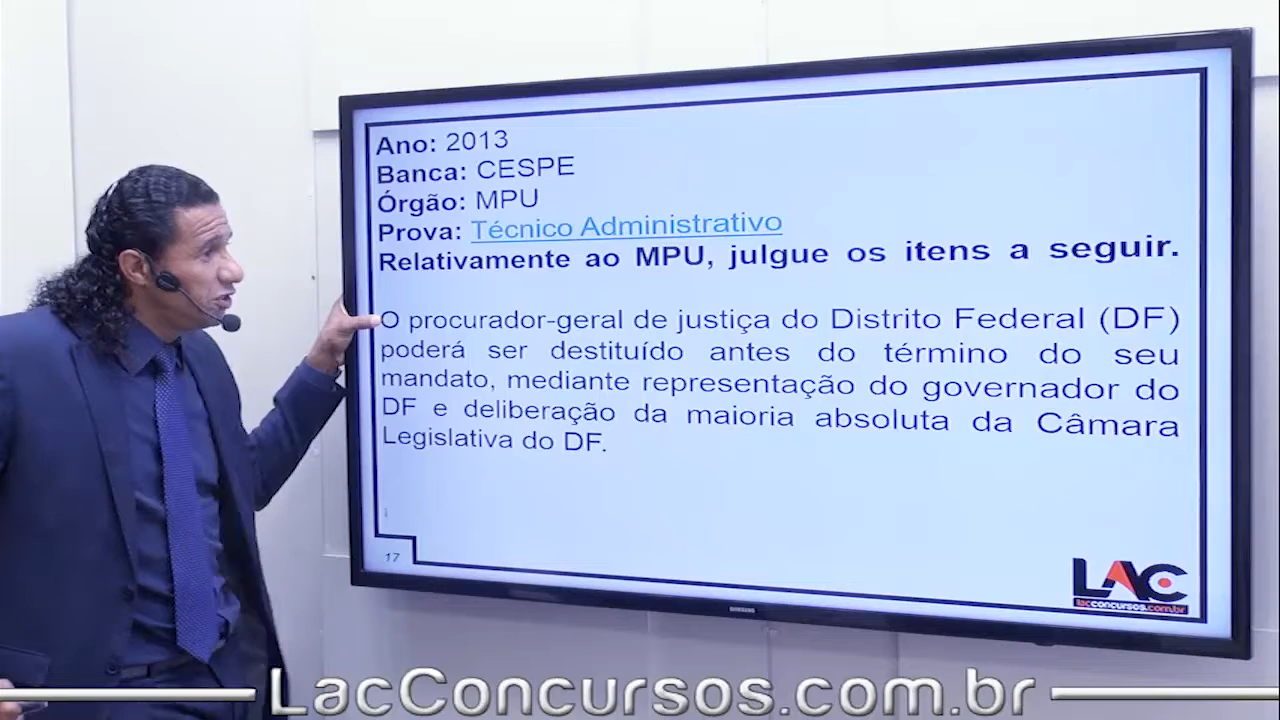 Ano: 2013
Banca: CESPE
Órgão: MPU
Prova: Técnico Administrativo
Relativamente ao MPU, julgue os itens a seguir.
O procurador-geral de justiça do Distrito Federal (DF)
poderá ser destituído antes do término do seu
mandato, mediante representação do governador do
DF e deliberação da maioria absoluta da Câmara
Legislativa do DF.
17
LAC
lacconcursos.com.br
SAMSUNG
LacConcursos.com.br